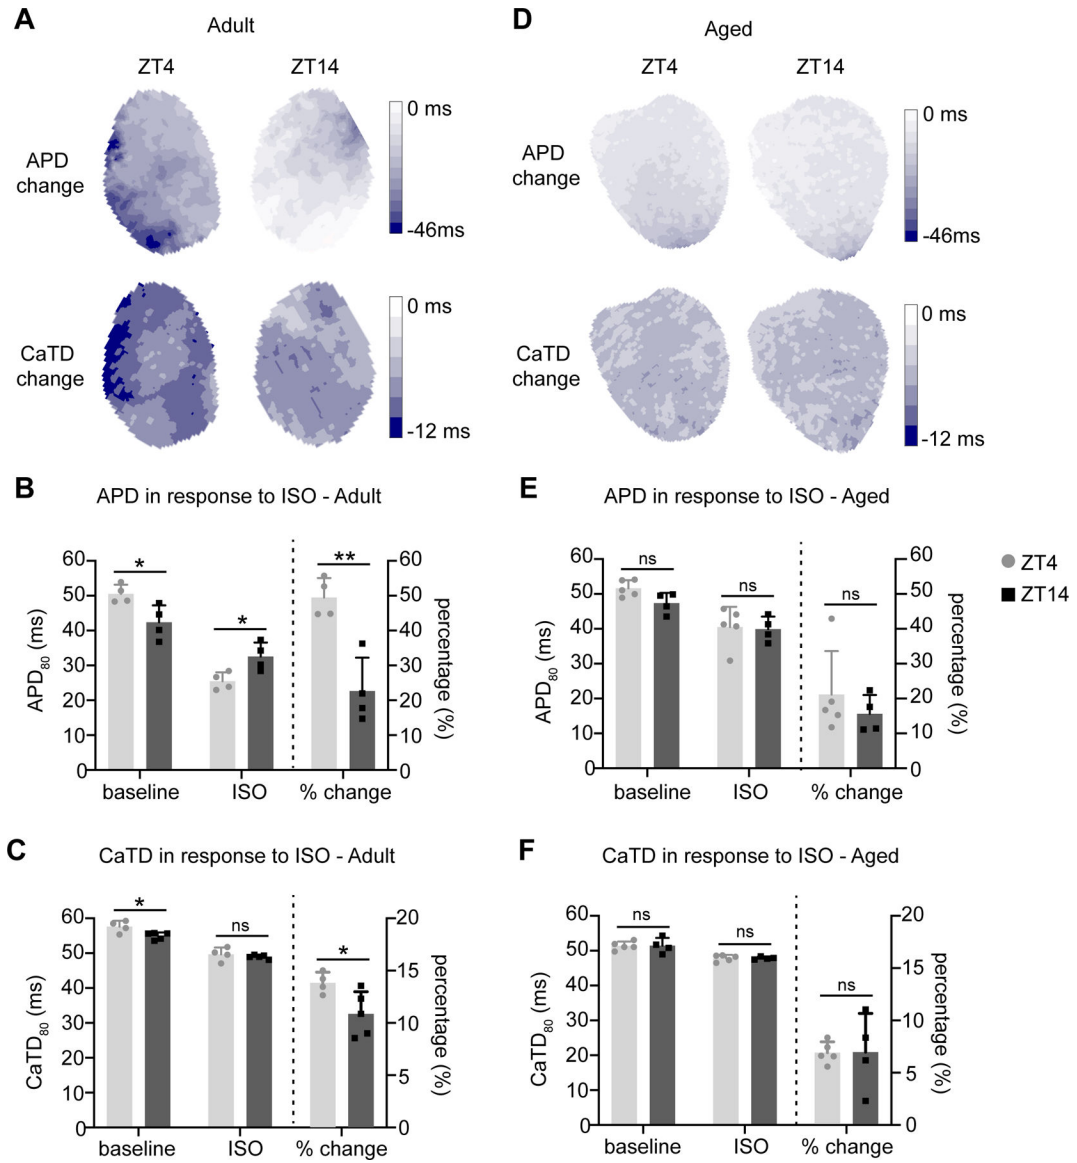 A
Adult
ZT4
ZT14
APD
change
0 ms
-46ms
CaTD
change
0 ms
-12 ms
D
Aged
ZT4
ZT14
APD
change
0 ms
-46ms
CaTD
change
0 ms
-12 ms
B
APD in response to ISO - Adult
APD80 (ms)
60
50
40
30
20
10
0
*
*
**
60
50
40
30
20
10
0
percentage (%)
baseline
ISO
% change
E
APD in response to ISO - Aged
APD80 (ms)
60
50
40
30
20
10
0
ns
ns
ns
60
50
40
30
20
10
0
percentage (%)
baseline
ISO
% change
ZT4
ZT14
C
CaTD in response to ISO - Adult
CaTD80 (ms)
60
50
40
30
20
10
0
*
ns
*
20
15
10
5
0
percentage (%)
baseline
ISO
% change
F
CaTD in response to ISO - Aged
CaTD80 (ms)
60
50
40
30
20
10
0
ns
ns
ns
20
15
10
5
0
percentage (%)
baseline
ISO
% change